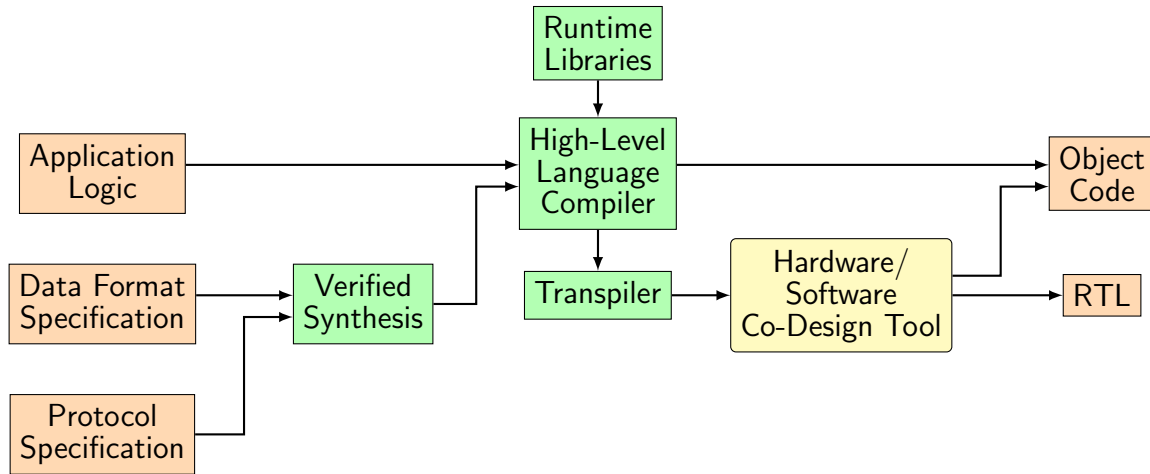 Runtime
Libraries
Application
Logic
High-Level
Language
Compiler
Object
Code
Data Format
Specification
Verified
Synthesis
Transpiler
Hardware/
Software
Co-Design Tool
RTL
Protocol
Specification